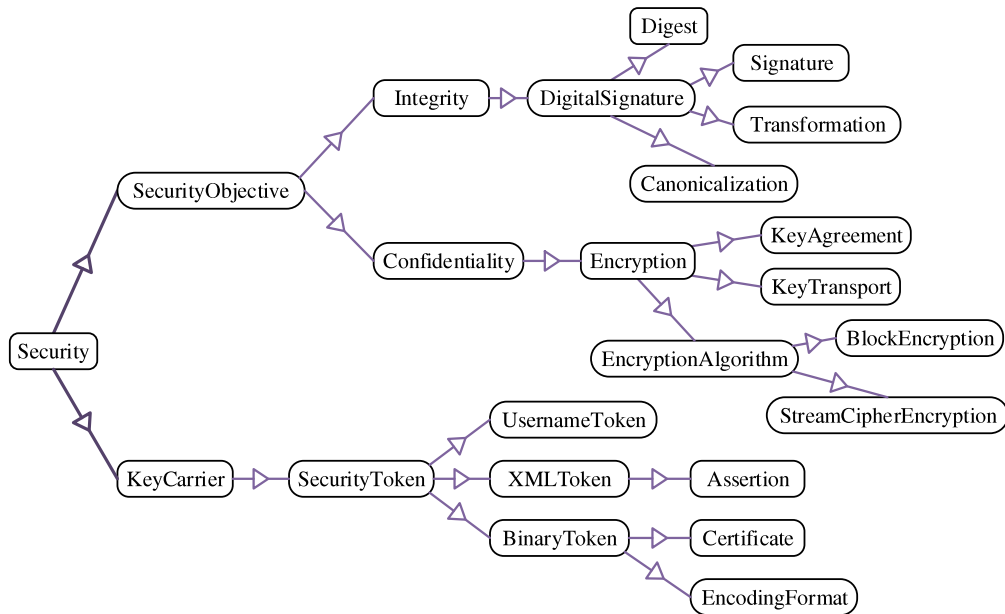 Digest
Signature
Integrity
DigitalSignature
Transformation
SecurityObjective
Canonicalization
KeyAgreement
Confidentiality
Encryption
KeyTransport
BlockEncryption
Security
EncryptionAlgorithm
StreamCipherEncryption
UsernameToken
KeyCarrier
SecurityToken
XMLToken
Assertion
BinaryToken
Certificate
EncodingFormat